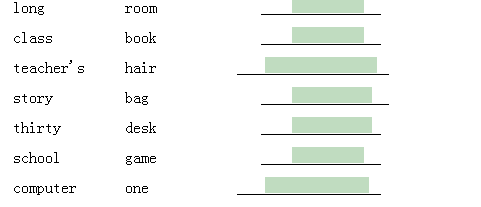 long room
class book
teacher's hair
story bag
thirty desk
school game
computer one